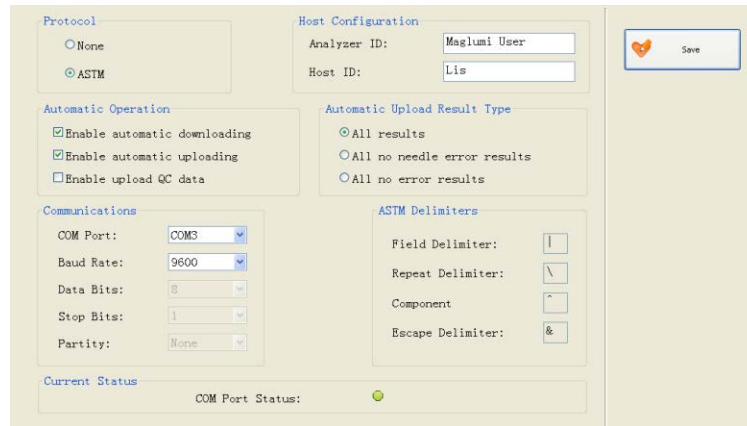 Protocol
None
ASTM
Host Configuration
Analyzer ID: Maglumi User
Host ID: Lis
Save
Automatic Operation
Enable automatic downloading
Enable automatic uploading
Enable upload QC data
Automatic Upload Result Type
All results
All no needle error results
All no error results
Communications
COM Port: COM3
Baud Rate: 9600
Data Bits: 8
Stop Bits: 1
Partity: None
ASTM Delimiters
Field Delimiter: |
Repeat Delimiter: \
Component ^
Escape Delimiter: &
Current Status
COM Port Status: